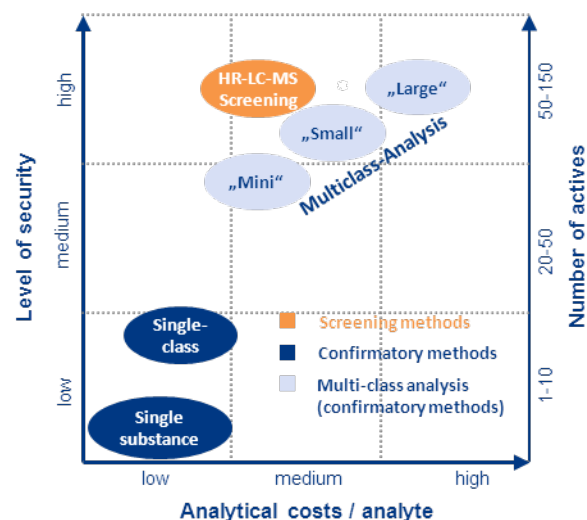 HR-LC-MS
Screening
„Large“
„Small“
Multiclass-Analysis
„Mini“
Single-
class
Single
substance
Screening methods
Confirmatory methods
Multi-class analysis
(confirmatory methods)
Level of security
high
medium
low
Number of actives
50-150
20-50
1-10
low medium high
Analytical costs / analyte